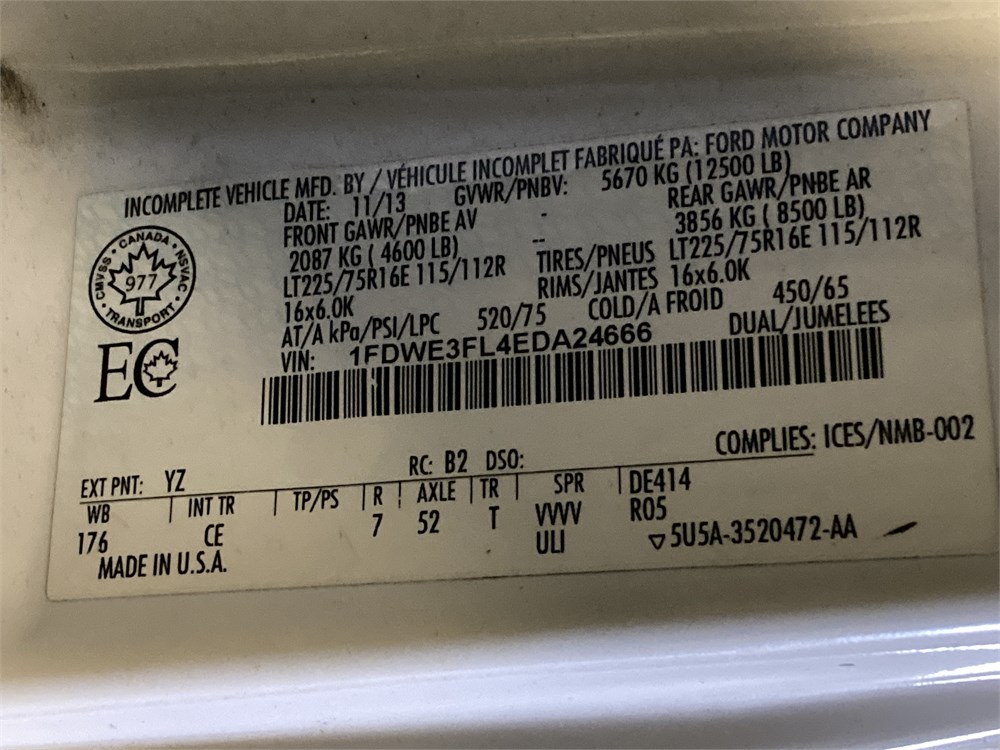 INCOMPLETE VEHICLE MFD. BY / VÉHICULE INCOMPLET FABRIQUÉ PA: FORD MOTOR COMPANY
DATE: 11/13 GVWR/PNBV: 5670 KG (12500 LB)
FRONT GAWR/PNBE AV - REAR GAWR/PNBE AR
2087 KG ( 4600 LB) -- 3856 KG ( 8500 LB)
LT225/75R16E 115/112R TIRES/PNEUS LT225/75R16E 115/112R
16x6.0K RIMS/JANTES 16x6.0K
AT/A kPa/PSI/LPC 520/75 COLD/A FROID 450/65
VIN: 1FDWE3FL4EDA24666 DUAL/JUMELEES
CMVSS • CANADA • NSVAC • TRANSPORT •
977
EC
COMPLIES: ICES/NMB-002
EXT PNT: YZ RC: B2 DSO:
WB | INT TR | TP/PS | R | AXLE | TR | SPR | DE414
176 CE 7 52 T VVVV R05
MADE IN U.S.A. ULI ▽5U5A-3520472-AA